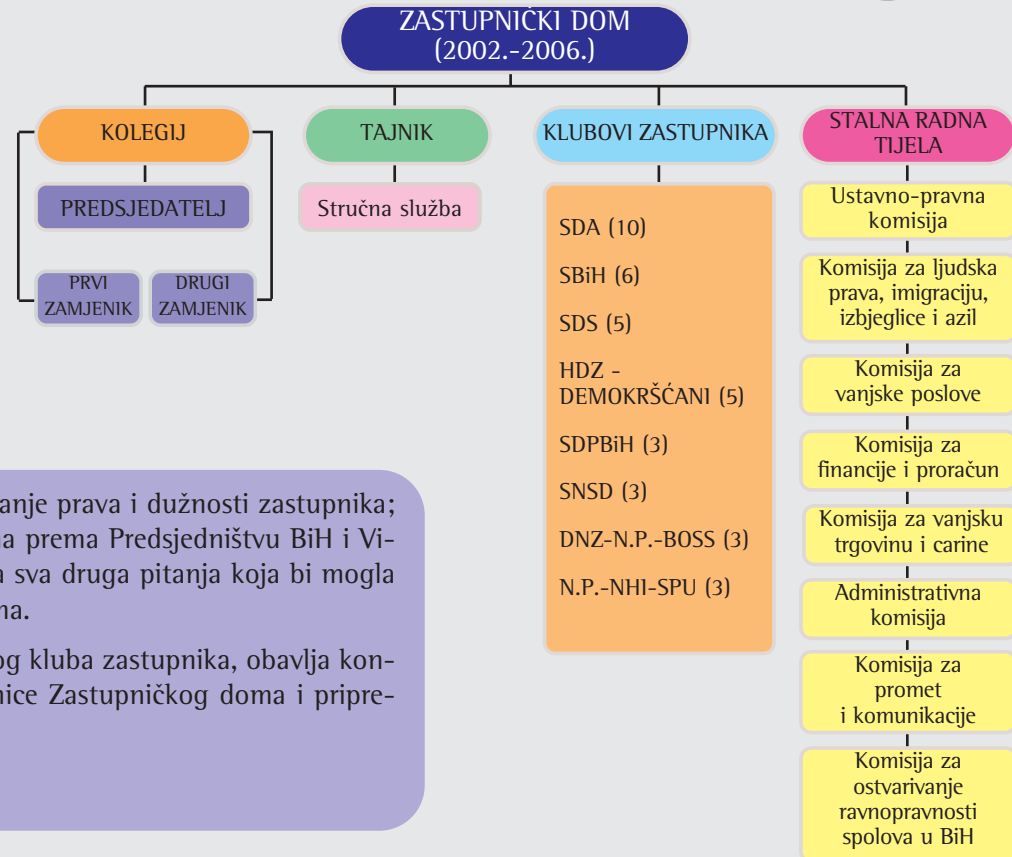 ZASTUPNIČKI DOM
(2002.-2006.)
KOLEGIJ
PREDSJEDATELJ
PRVI
ZAMJENIK
DRUGI
ZAMJENIK
TAJNIK
Stručna služba
KLUBOVI ZASTUPNIKA
SDA (10)
SBiH (6)
SDS (5)
HDZ -
DEMOKRŠĆANI (5)
SDPBiH (3)
SNSD (3)
DNZ-N.P.-BOSS (3)
N.P.-NHI-SPU (3)
STALNA RADNA
TIJELA
Ustavno-pravna
komisija
Komisija za ljudska
prava, imigraciju,
izbjeglice i azil
Komisija za
vanjske poslove
Komisija za
financije i proračun
Komisija za vanjsku
trgovinu i carine
Administrativna
komisija
Komisija za
promet
i komunikacije
Komisija za
ostvarivanje
ravnopravnosti
spolova u BiH
anje prava i dužnosti zastupnika;
na prema Predsjedništvu BiH i Vi-
a sva druga pitanja koja bi mogla
ma.
og kluba zastupnika, obavlja kon-
nice Zastupničkog doma i pripre-